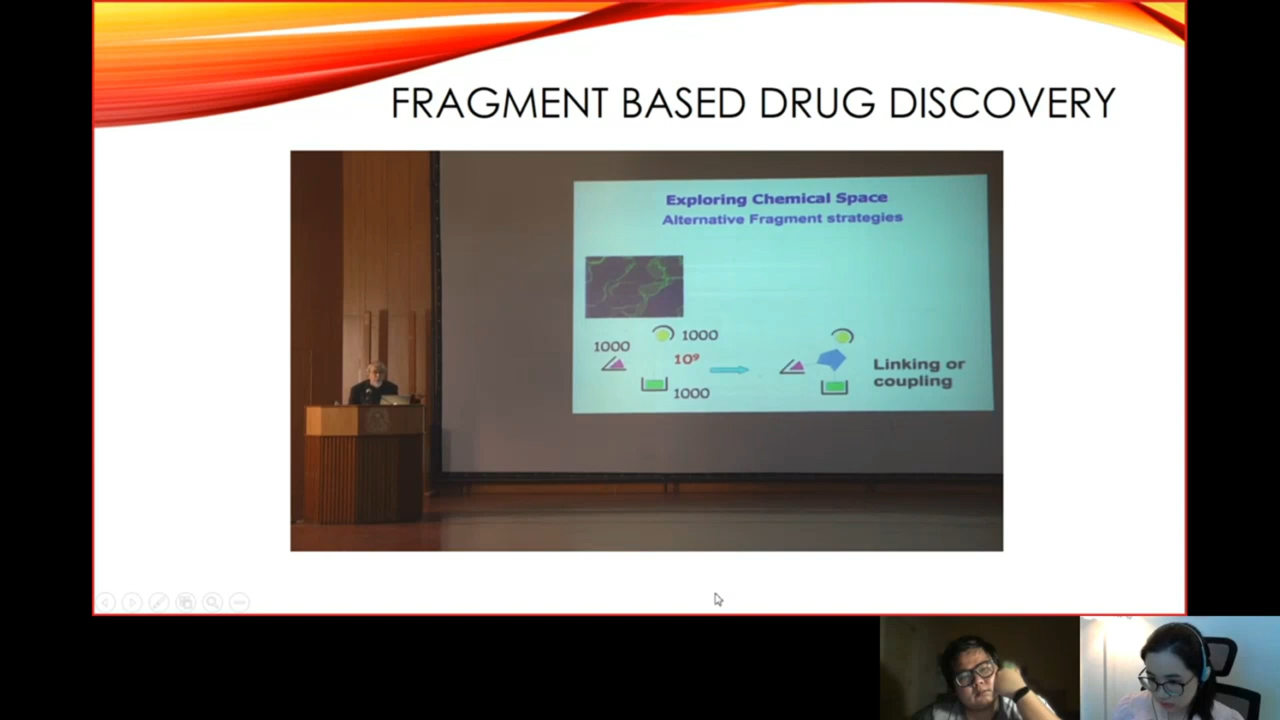 FRAGMENT BASED DRUG DISCOVERY
Exploring Chemical Space
Alternative Fragment strategies
1000
1000
10⁹
1000
Linking or
coupling